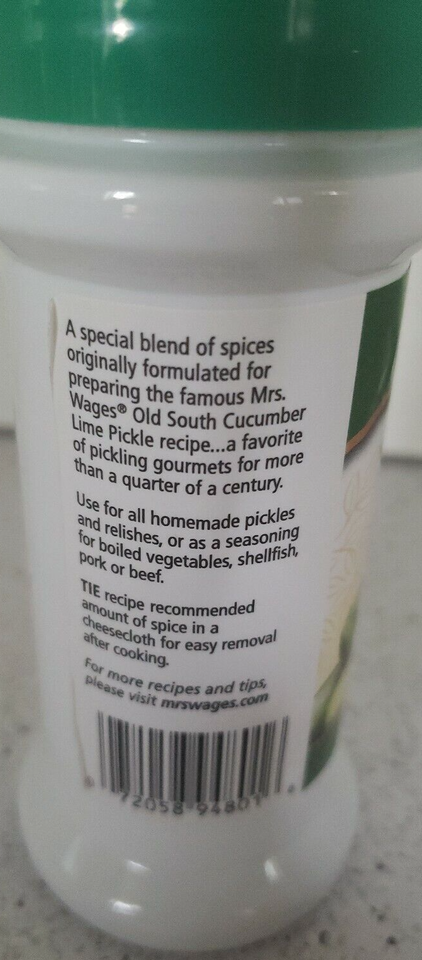 A special blend of spices
originally formulated for
preparing the famous Mrs.
Wages® Old South Cucumber
Lime Pickle recipe...a favorite
of pickling gourmets for more
than a quarter of a century.
Use for all homemade pickles
and relishes, or as a seasoning
for boiled vegetables, shellfish,
pork or beef.
TIE recipe recommended
amount of spice in a
cheesecloth for easy removal
after cooking.
For more recipes and tips,
please visit mrswages.com
72058 94801